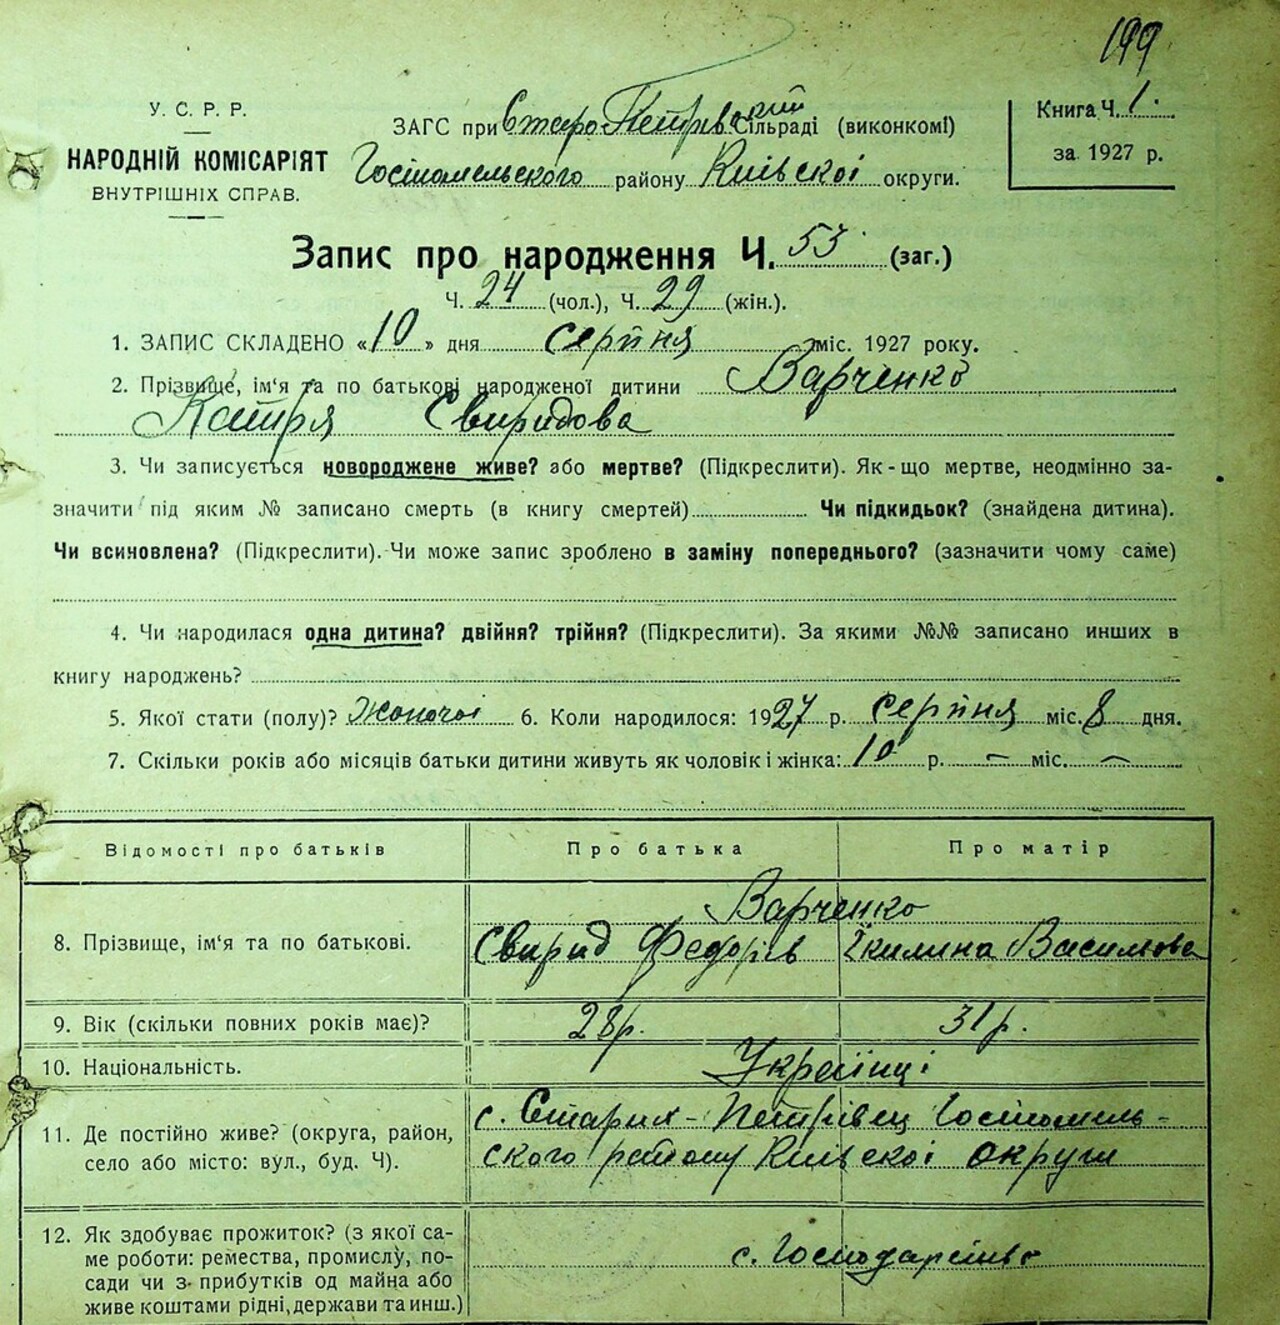 199
У. С. Р. Р.
НАРОДНІЙ КОМІСАРІЯТ
ВНУТРІШНІХ СПРАВ.
ЗАГС при Старо-Петрівський Сільраді (виконкомі)
Гостомельського району Київскої округи.
Книга Ч. 1.
за 1927 р.
Запис про народження Ч. 53 (заг.)
Ч. 24 (чол.), Ч. 29 (жін.).
1. ЗАПИС СКЛАДЕНО «10» дня серпня міс. 1927 року.
2. Прізвище, ім‘я та по батькові народженої дитини Варченко
Катря Свиридова
3. Чи записується новороджене живе? або мертве? (Підкреслити). Як-що мертве, неодмінно за-
значити під яким № записано смерть (в книгу смертей) Чи підкидьок? (знайдена дитина).
Чи всиновлена? (Підкреслити). Чи може запис зроблено в заміну попереднього? (зазначити чому саме)
4. Чи народилася одна дитина? двійня? трійня? (Підкреслити). За якими №№ записано инших в
книгу народжень?
5. Якої стати (полу)? Жоночої 6. Коли народилося: 1927 р. серпня міс. 8 дня.
7. Скільки років або місяців батьки дитини живуть як чоловік і жінка: 10 р. — міс. —
Відомості про батьків Про батька Про матір
8. Прізвище, ім‘я та по батькові. Варченко
Свирид Федорів Їкилина Василюва
9. Вік (скільки повних років має)? 28р. 31р.
10. Національність. Українці
11. Де постійно живе? (округа, район,
село або місто: вул., буд. Ч).
с. Старих-Петрівец Гостомель-
ского району Київскої округи
12. Як здобуває прожиток? (з якої са-
ме роботи: ремества, промислу, по-
сади чи з прибутків од майна або
живе коштами рідні, держави та инш.)
с. Господарство